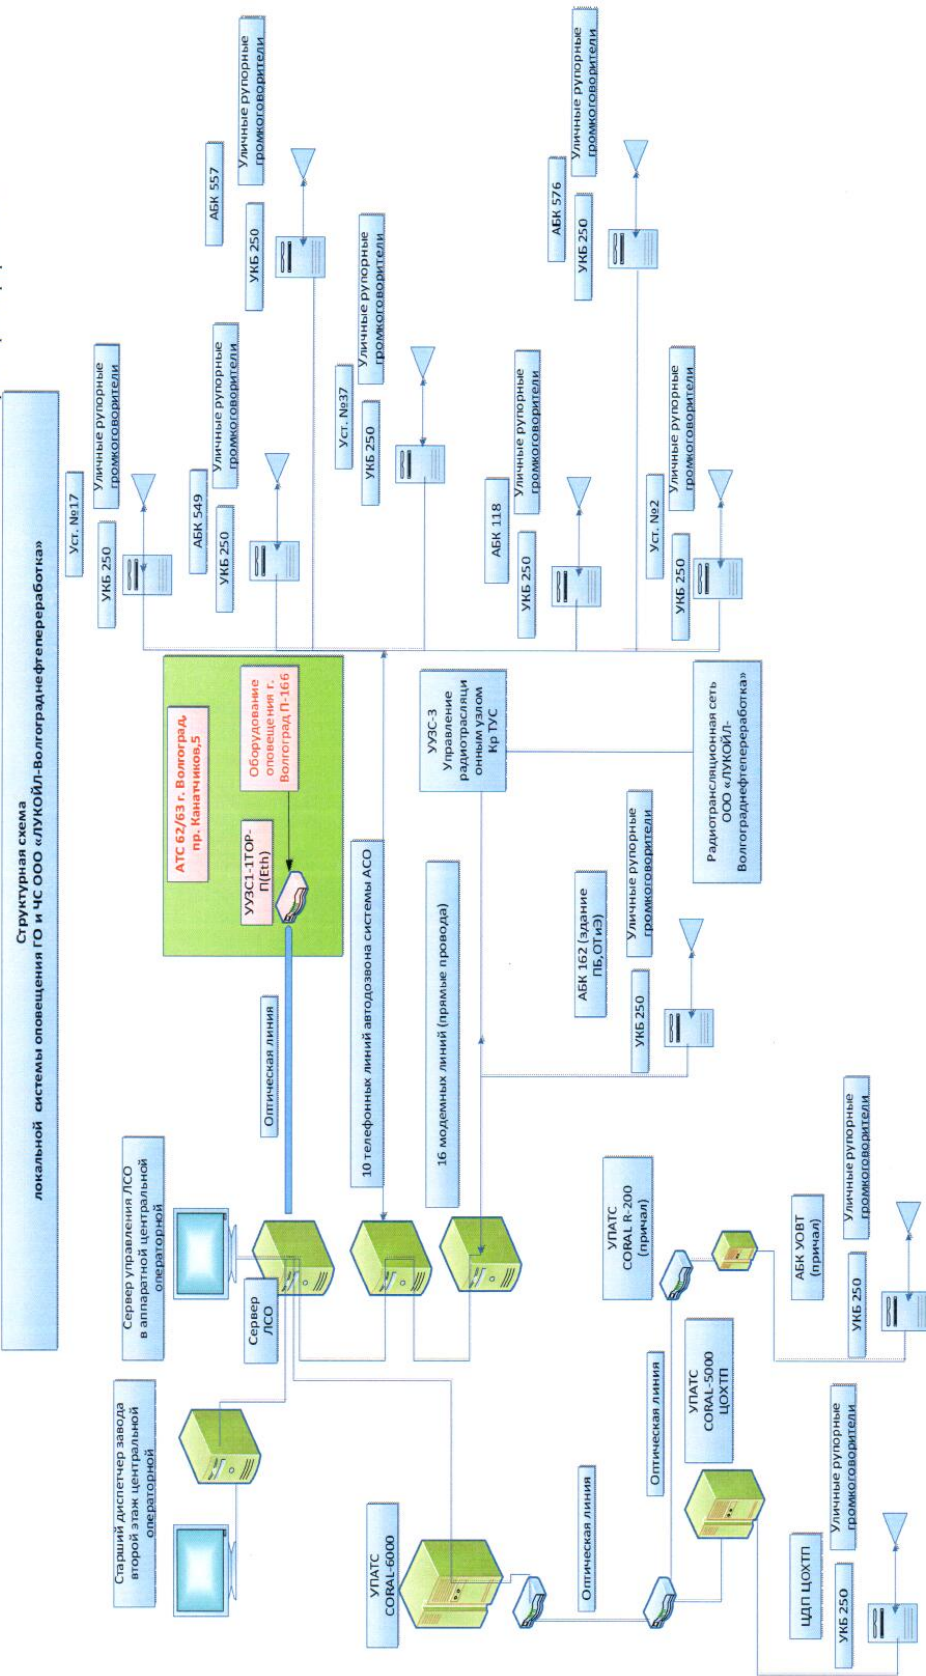 Структурная схема
локальной системы оповещения ГО и ЧС ООО «ЛУКОЙЛ-Волгограднефтепереработка»
Старший диспетчер завода
второй этаж центральной
операторной
Сервер управления ЛСО
в аппаратной центральной
операторной
Сервер
ЛСО
Оптическая линия
АТС 62/63 г. Волгоград,
пр. Канатчиков,5
УУЗС1-1ТОР-
П(Eth)
Оборудование
оповещения г.
Волгоград П-166
10 телефонных линий автодозвона системы АСО
16 модемных линий (прямые провода)
УУЗС-3
Управление
радиотрасляци
онным узлом
Кр ТУС
Радиотрансляционная сеть
ООО «ЛУКОЙЛ-
Волгограднефтепереработка»
Уст. №17
УКБ 250
Уличные рупорные
громкоговорители
АБК 549
УКБ 250
Уличные рупорные
громкоговорители
АБК 557
УКБ 250
Уличные рупорные
громкоговорители
Уст. №37
УКБ 250
Уличные рупорные
громкоговорители
АБК 118
УКБ 250
Уличные рупорные
громкоговорители
АБК 576
УКБ 250
Уличные рупорные
громкоговорители
Уст. №2
УКБ 250
Уличные рупорные
громкоговорители
АБК 162 (здание
ПБ,ОТиЭ)
УКБ 250
Уличные рупорные
громкоговорители
УПАТС
CORAL-6000
Оптическая линия
Оптическая линия
УПАТС
CORAL R-200
(причал)
УПАТС
CORAL-5000
ЦОХТП
АБК УОВТ
(причал)
УКБ 250
Уличные рупорные
громкоговорители
ЦДП ЦОХТП
УКБ 250
Уличные рупорные
громкоговорители